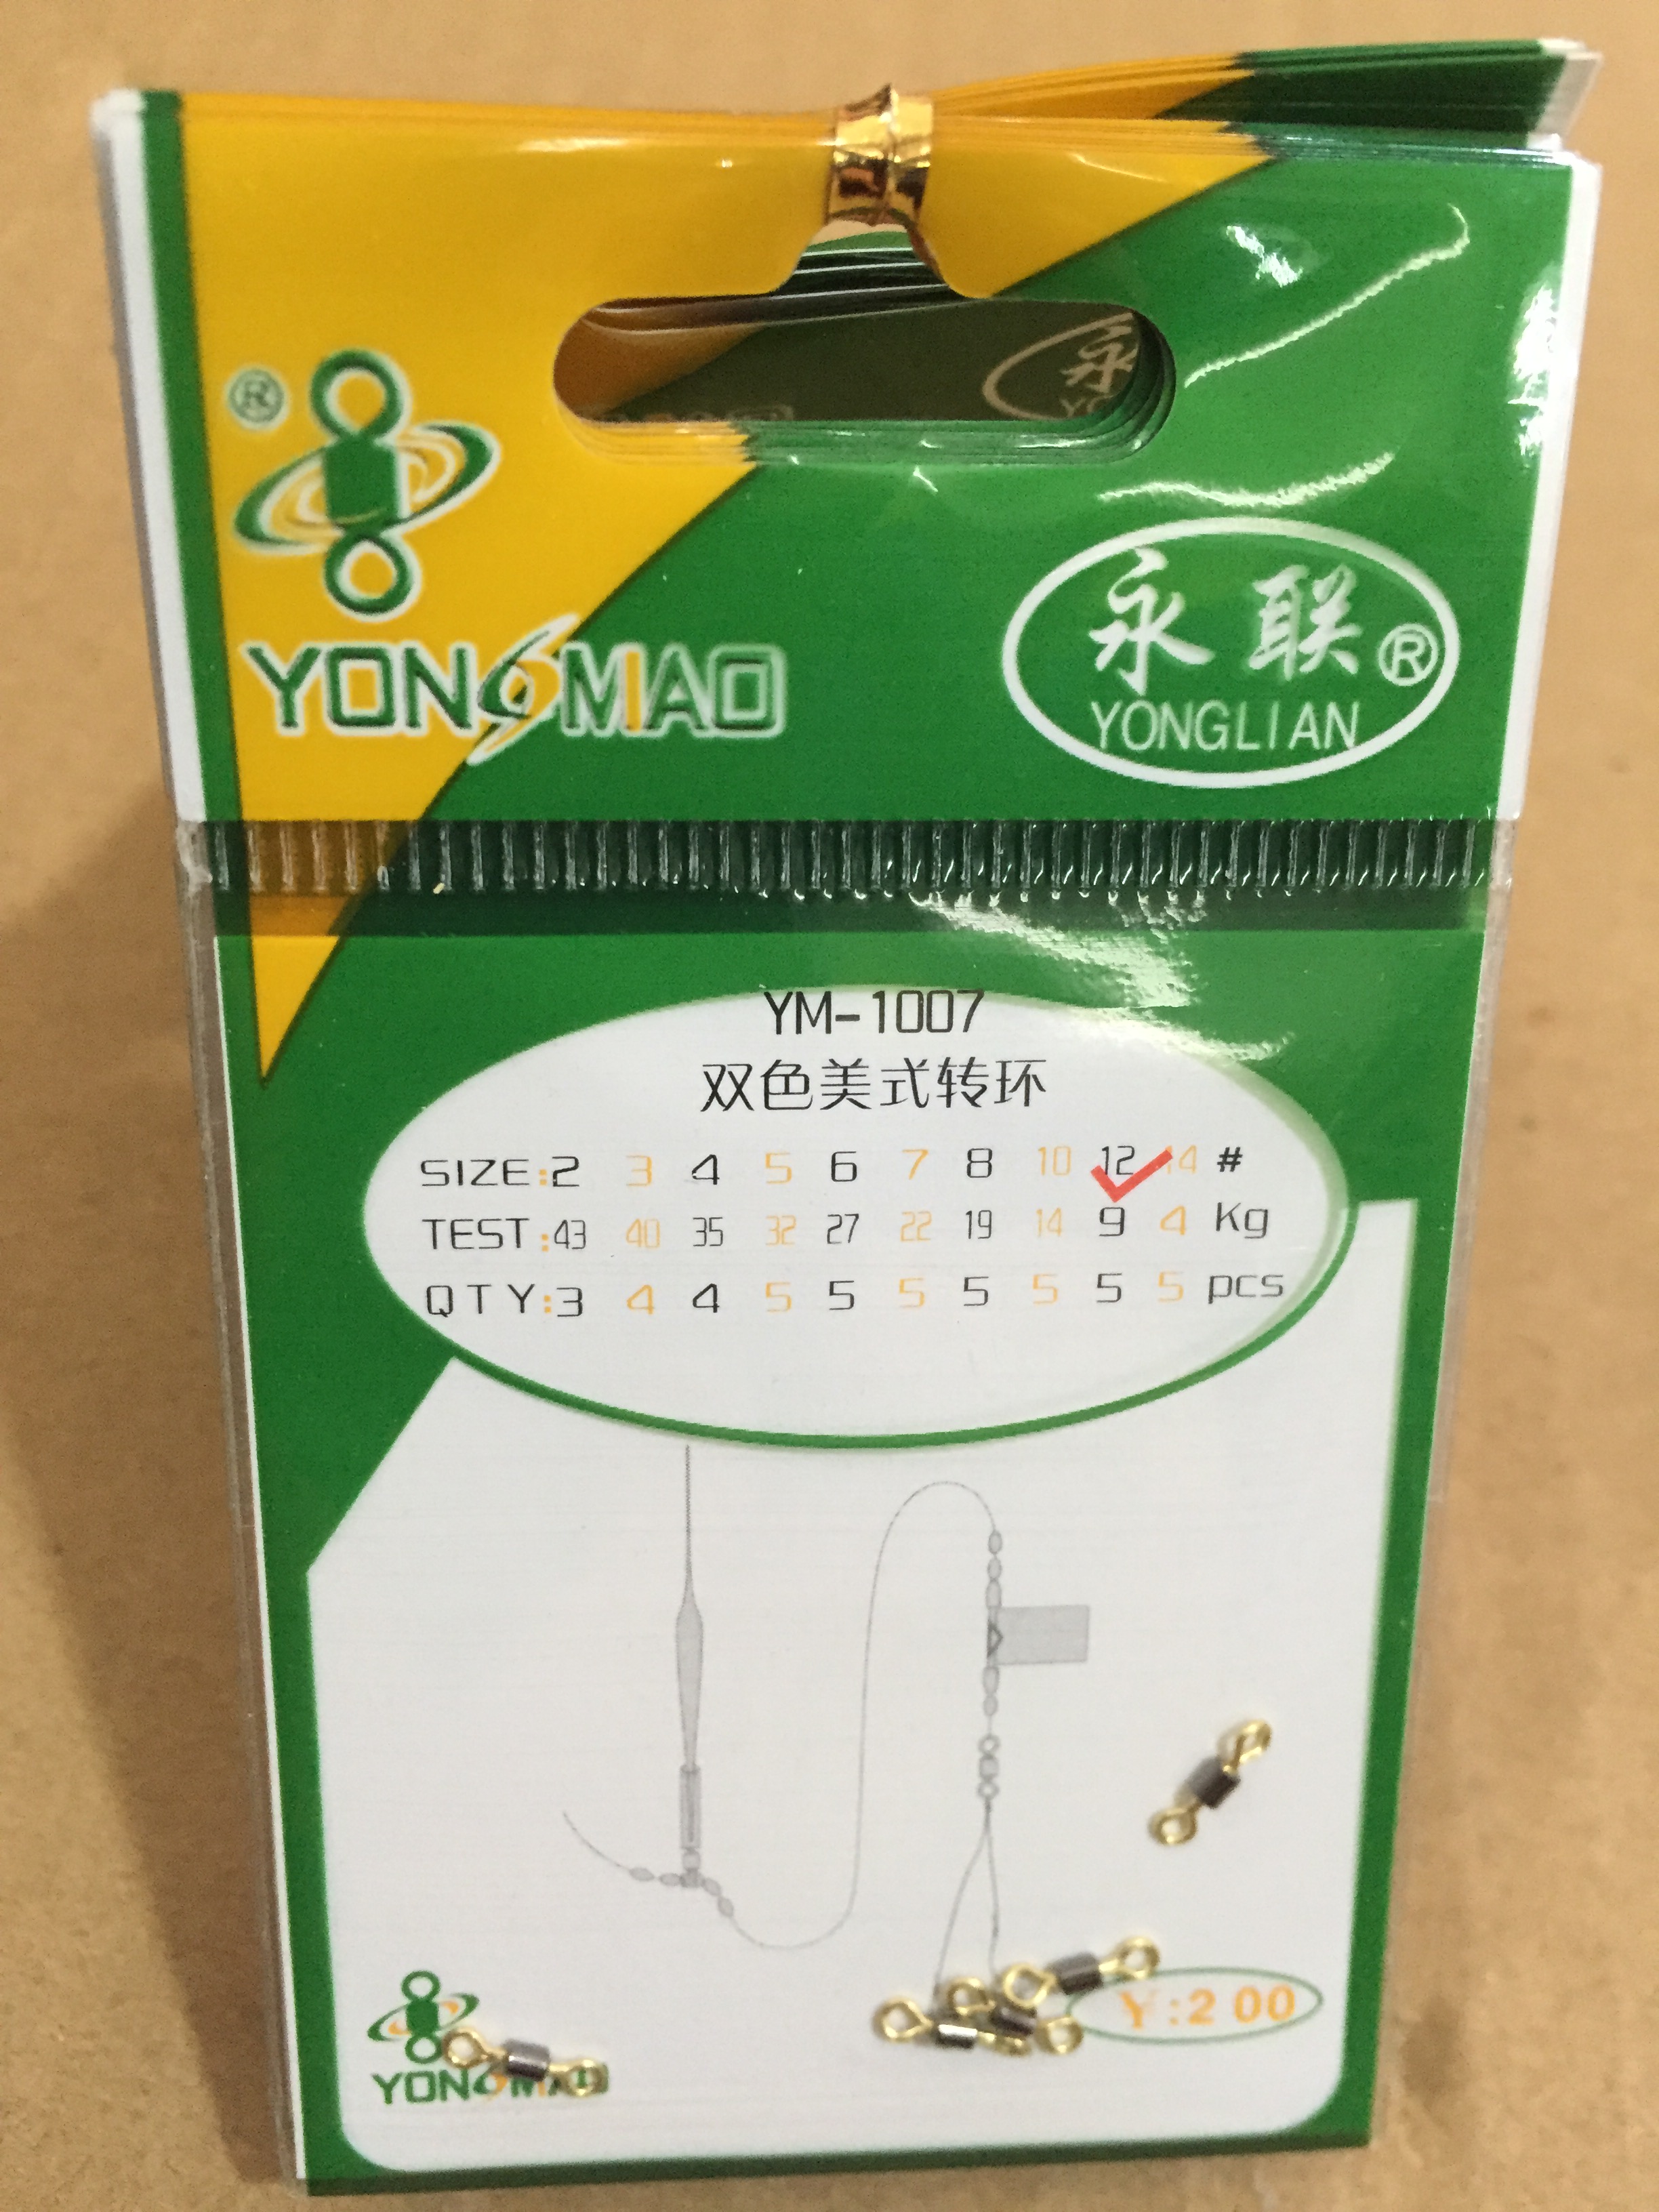 永
®
YONGMAO
永联®
YONGLIAN
YM-1007
双色美式转环
SIZE:2 3 4 5 6 7 8 10 12 14 #
TEST:43 40 35 32 27 22 19 14 9 4 Kg
QTY:3 4 4 5 5 5 5 5 5 5 pcs
¥:2 00
YONGMAO